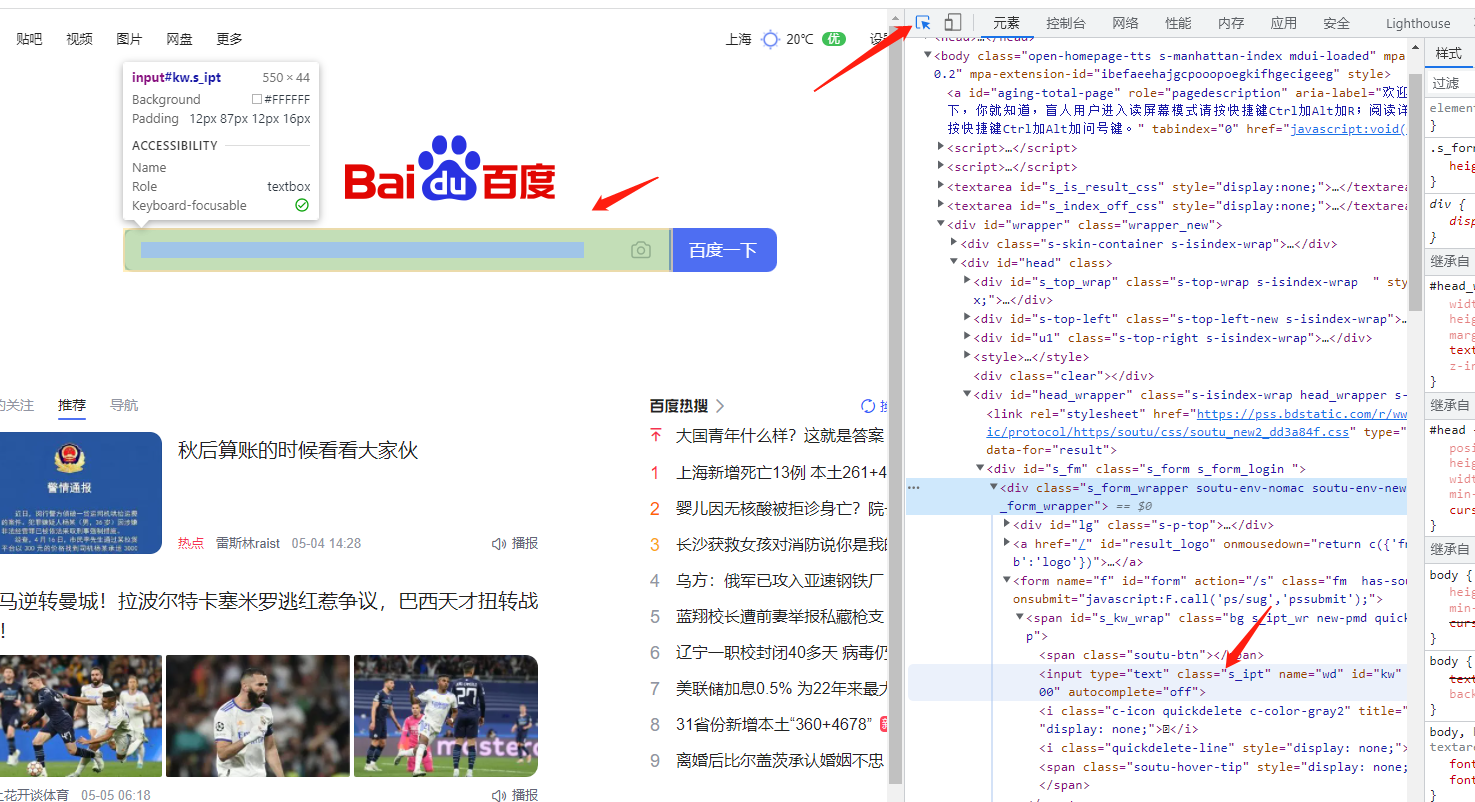 贴吧 视频 图片 网盘 更多
上海 20℃ 优
input#kw.s_ipt 550 × 44
Background #FFFFFF
Padding 12px 87px 12px 16px
ACCESSIBILITY
Name
Role textbox
Keyboard-focusable
Bai du 百度
百度一下
的关注 推荐 导航
警情通报
秋后算账的时候看看大家伙
热点 雷斯林raist 05-04 14:28 播报
马逆转曼城！拉波尔特卡塞米罗逃红惹争议，巴西天才扭转战
！
上花开谈体育 05-05 06:18 播报
百度热搜
大国青年什么样？这就是答案
1 上海新增死亡13例 本土261+4
2 婴儿因无核酸被拒诊身亡？院
3 长沙获救女孩对消防说你是我的
4 乌方：俄军已攻入亚速钢铁厂
5 蓝翔校长遭前妻举报私藏枪支
6 辽宁一职校封闭40多天 病毒仍
7 美联储加息0.5% 为22年来最大
8 31省份新增本土“360+4678” 新
9 离婚后比尔盖茨承认婚姻不忠
元素 控制台 网络 性能 内存 应用 安全 Lighthouse
<head>…</head>
<body class="open-homepage-tts s-manhattan-index mdui-loaded" mpa
0.2" mpa-extension-id="ibefaeehajgcpooopoegkifhgecigeeg" style>
<a id="aging-total-page" role="pagedescription" aria-label="欢迎
下，你就知道，盲人用户进入读屏幕模式请按快捷键Ctrl加Alt加R；阅读详
按快捷键Ctrl加Alt加问号键。" tabindex="0" href="javascript:void(
<script>…</script>
<script>…</script>
<textarea id="s_is_result_css" style="display:none;">…</textarea
<textarea id="s_index_off_css" style="display:none;">…</textarea
<div id="wrapper" class="wrapper_new">
<div class="s-skin-container s-isindex-wrap">…</div>
<div id="head" class>
<div id="s_top_wrap" class="s-top-wrap s-isindex-wrap  " sty
x;">…</div>
<div id="s-top-left" class="s-top-left-new s-isindex-wrap">…
<div id="u1" class="s-top-right s-isindex-wrap">…</div>
<style>…</style>
<div class="clear"></div>
<div id="head_wrapper" class="s-isindex-wrap head_wrapper s-
<link rel="stylesheet" href="https://pss.bdstatic.com/r/ww
ic/protocol/https/soutu/css/soutu_new2_dd3a84f.css" type="
data-for="result">
<div id="s_fm" class="s_form s_form_login ">
… <div class="s_form_wrapper soutu-env-nomac soutu-env-new
_form_wrapper"> == $0
<div id="lg" class="s-p-top">…</div>
<a href="/" id="result_logo" onmousedown="return c({'fm
b':'logo'})">…</a>
<form name="f" id="form" action="/s" class="fm  has-sou
onsubmit="javascript:F.call('ps/sug','pssubmit');">
<span id="s_kw_wrap" class="bg s_ipt_wr new-pmd quick
p">
<span class="soutu-btn"></span>
<input type="text" class="s_ipt" name="wd" id="kw"
00" autocomplete="off">
<i class="c-icon quickdelete c-color-gray2" title="
"display: none;"></i>
<i class="quickdelete-line" style="display: none;">
<span class="soutu-hover-tip" style="display: none;
</span>
样式
过滤
element
}
.s_for
heig
}
div {
disp
}
继承自
#head_w
widt
heig
marg
text
z-in
}
继承自
#head
posi
heig
widt
min-
curs
}
继承自
body {
heig
min-
curs
}
body {
text
back
}
body, b
textare
font
font
}